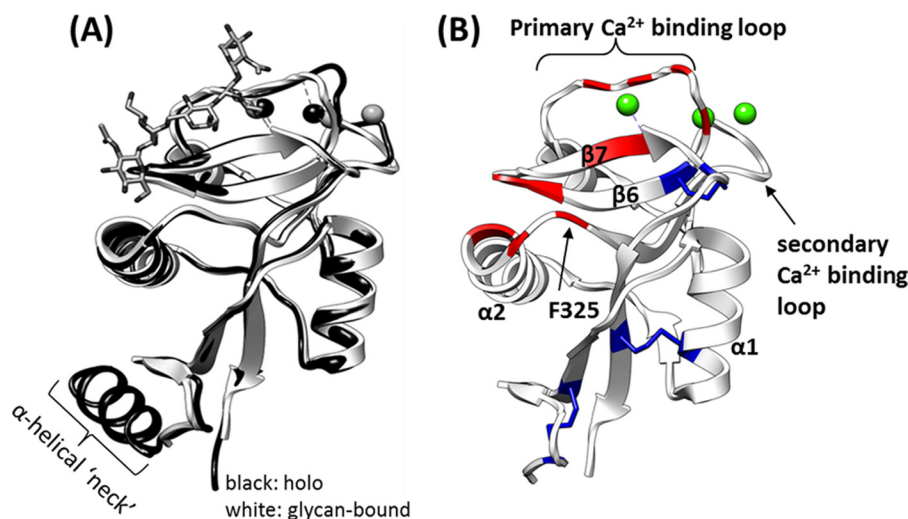 (A)
α-helical 'neck'
black: holo
white: glycan-bound
(B)
Primary Ca²⁺ binding loop
β7
β6
α2
F325
α1
secondary
Ca²⁺ binding
loop